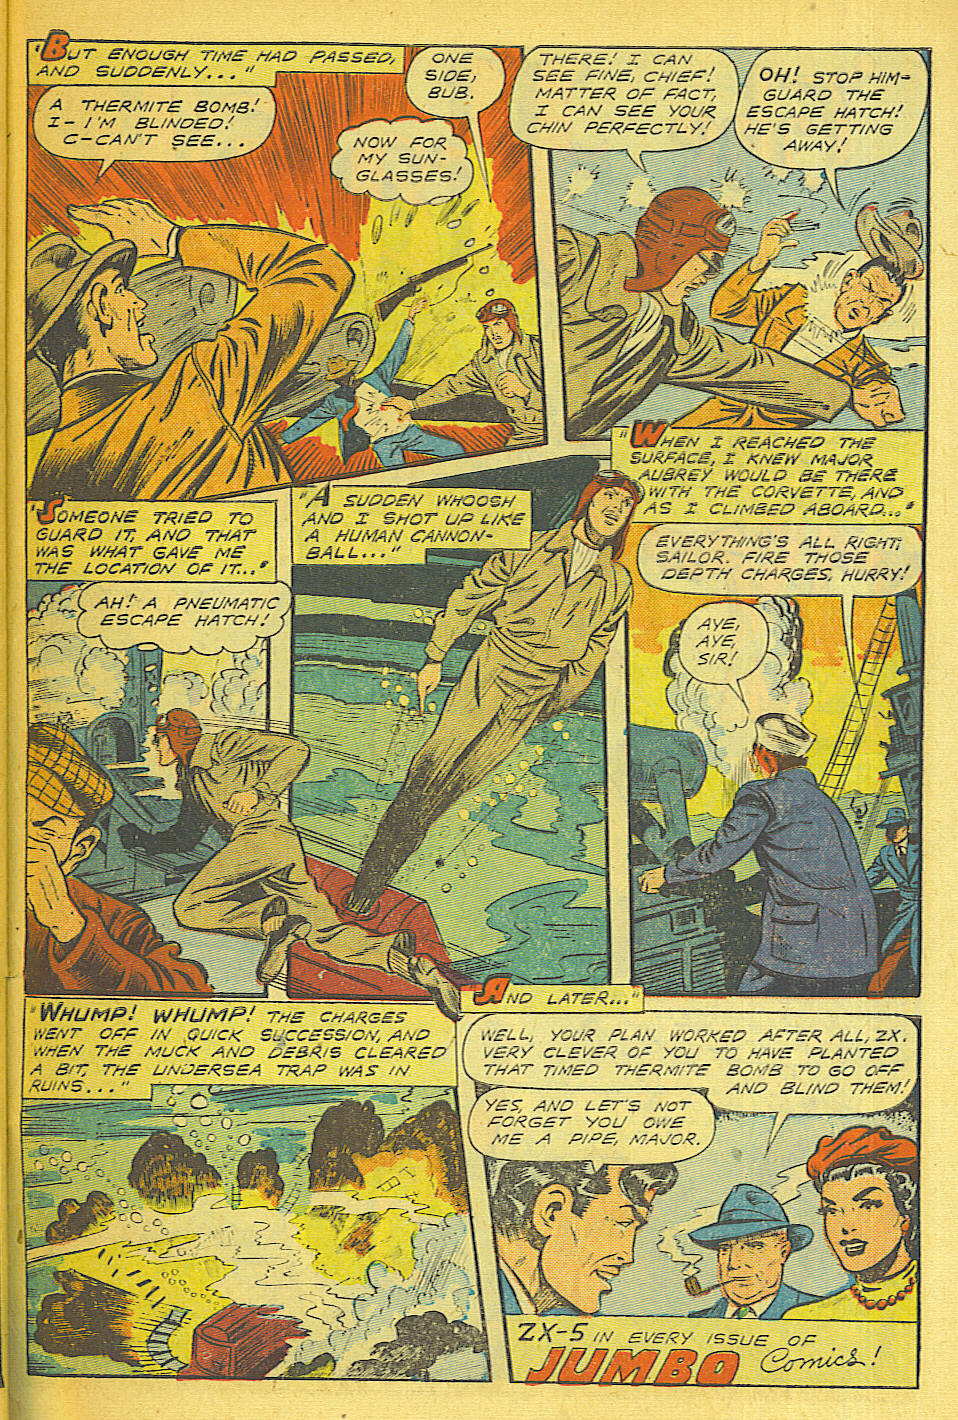 "BUT ENOUGH TIME HAD PASSED,
AND SUDDENLY..."
A THERMITE BOMB!
I-I'M BLINDED!
C-CAN'T SEE...
ONE
SIDE,
BUB.
NOW FOR
MY SUN-
GLASSES!
THERE! I CAN
SEE FINE, CHIEF!
MATTER OF FACT,
I CAN SEE YOUR
CHIN PERFECTLY!
OH! STOP HIM-
GUARD THE
ESCAPE HATCH!
HE'S GETTING
AWAY!
"SOMEONE TRIED TO
GUARD IT, AND THAT
WAS WHAT GAVE ME
THE LOCATION OF IT..."
AH! A PNEUMATIC
ESCAPE HATCH!
"A SUDDEN WHOOSH
AND I SHOT UP LIKE
A HUMAN CANNON-
BALL..."
"WHEN I REACHED THE
SURFACE, I KNEW MAJOR
AUBREY WOULD BE THERE
WITH THE CORVETTE, AND
AS I CLIMBED ABOARD..."
EVERYTHING'S ALL RIGHT,
SAILOR. FIRE THOSE
DEPTH CHARGES, HURRY!
AYE,
AYE,
SIR!
"WHUMP! WHUMP! THE CHARGES
WENT OFF IN QUICK SUCCESSION, AND
WHEN THE MUCK AND DEBRIS CLEARED
A BIT, THE UNDERSEA TRAP WAS IN
RUINS..."
AND LATER..."
WELL, YOUR PLAN WORKED AFTER ALL, ZX.
VERY CLEVER OF YOU TO HAVE PLANTED
THAT TIMED THERMITE BOMB TO GO OFF
AND BLIND THEM!
YES, AND LET'S NOT
FORGET YOU OWE
ME A PIPE, MAJOR.
ZX-5 IN EVERY ISSUE OF
JUMBO Comics!